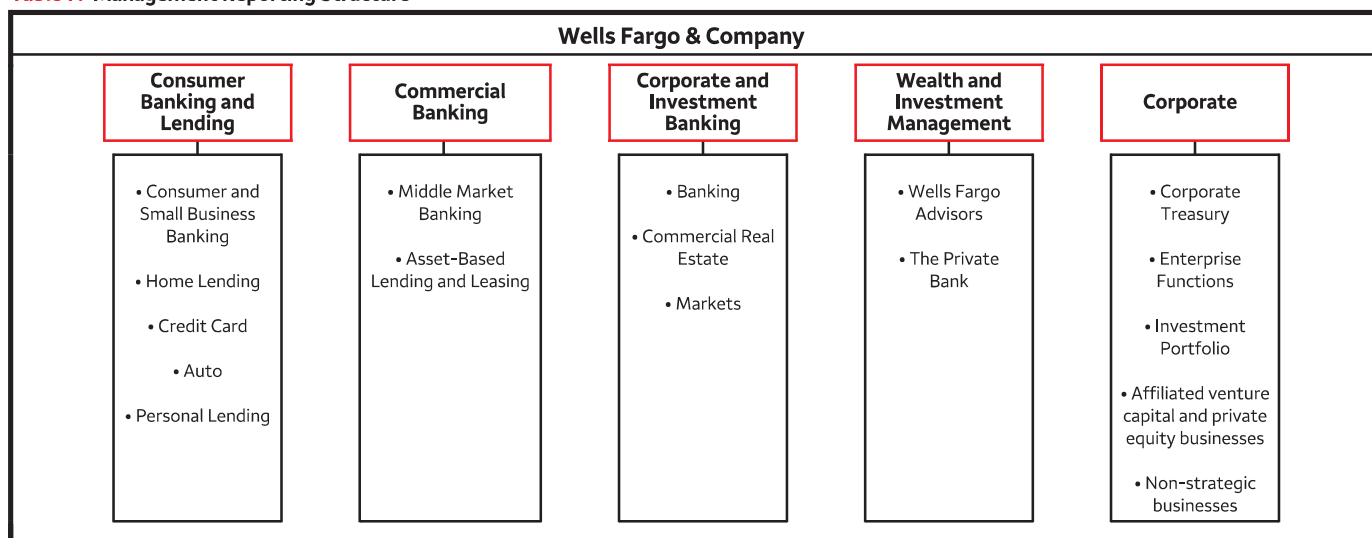 Management Reporting Structure
Wells Fargo & Company
Consumer
Banking and
Lending
• Consumer and
Small Business
Banking
• Home Lending
• Credit Card
• Auto
• Personal Lending
Commercial
Banking
• Middle Market
Banking
• Asset-Based
Lending and Leasing
Corporate and
Investment
Banking
• Banking
• Commercial Real
Estate
• Markets
Wealth and
Investment
Management
• Wells Fargo
Advisors
• The Private
Bank
Corporate
• Corporate
Treasury
• Enterprise
Functions
• Investment
Portfolio
• Affiliated venture
capital and private
equity businesses
• Non-strategic
businesses